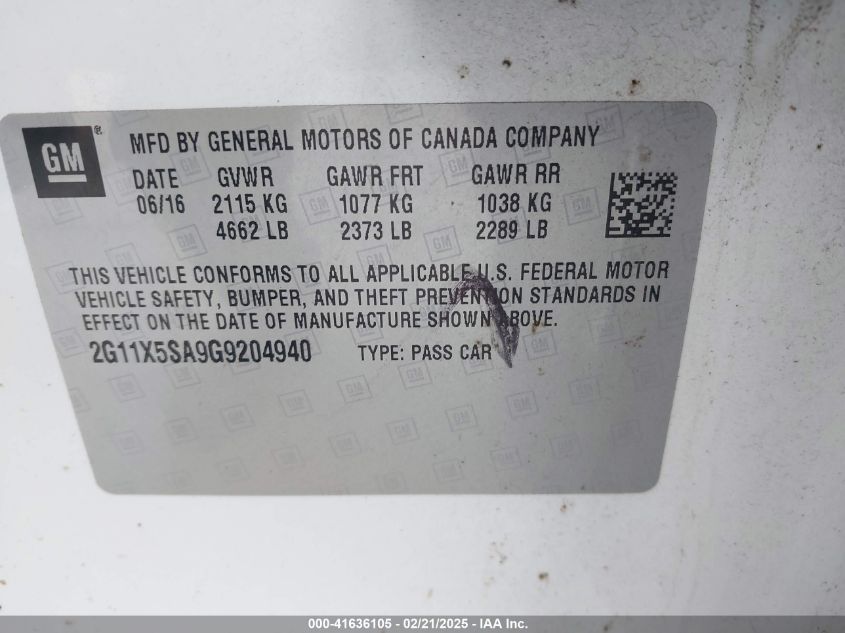 GM ®
MFD BY GENERAL MOTORS OF CANADA COMPANY
DATE GVWR GAWR FRT GAWR RR
06/16 2115 KG 1077 KG 1038 KG
4662 LB 2373 LB 2289 LB
THIS VEHICLE CONFORMS TO ALL APPLICABLE U.S. FEDERAL MOTOR
VEHICLE SAFETY, BUMPER, AND THEFT PREVENTION STANDARDS IN
EFFECT ON THE DATE OF MANUFACTURE SHOWN ABOVE.
2G11X5SA9G9204940 TYPE: PASS CAR
000-41636105 - 02/21/2025 - IAA Inc.